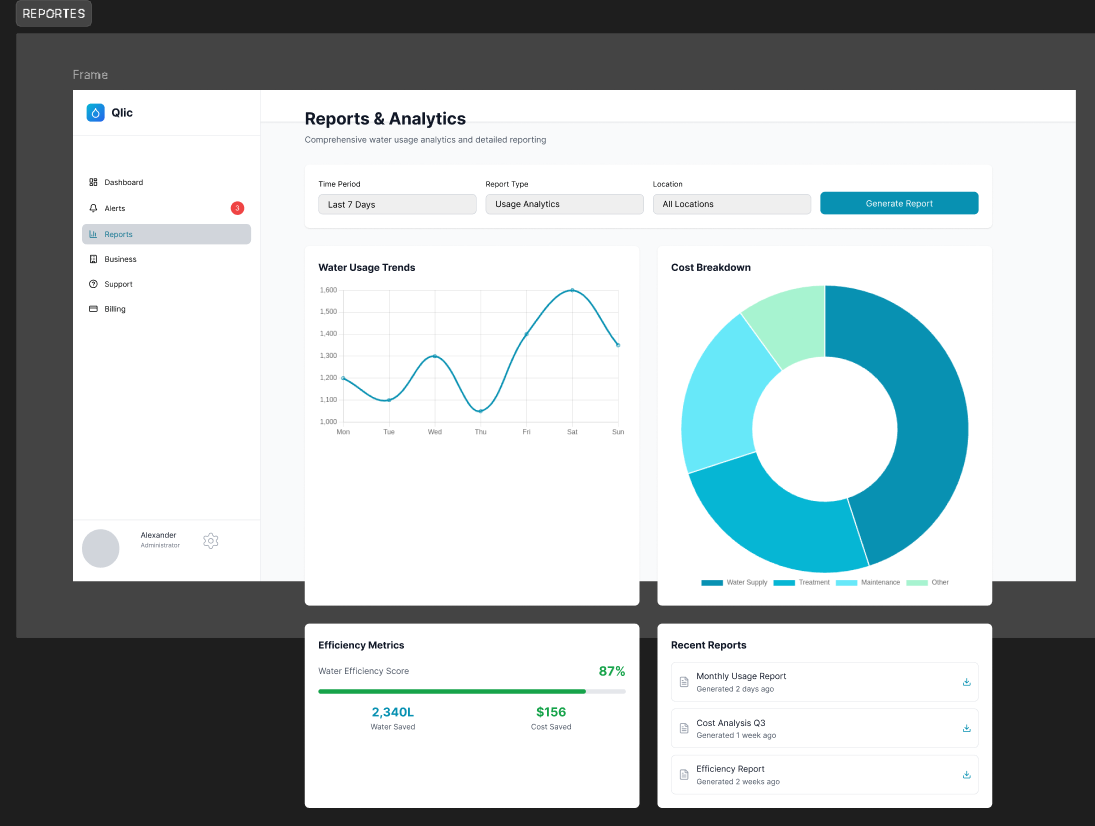 REPORTES
Frame
Qlic
Reports & Analytics
Comprehensive water usage analytics and detailed reporting
Dashboard
Alerts
3
Reports
Business
Support
Billing
Alexander
Administrator
Time Period
Report Type
Location
Last 7 Days
Usage Analytics
All Locations
Generate Report
Water Usage Trends
1,600
1,500
1,400
1,300
1,200
1,100
1,000
Mon Tue Wed Thu Fri Sat Sun
Cost Breakdown
Water Supply Treatment Maintenance Other
Efficiency Metrics
Water Efficiency Score
87%
2,340L
Water Saved
$156
Cost Saved
Recent Reports
Monthly Usage Report
Generated 2 days ago
Cost Analysis Q3
Generated 1 week ago
Efficiency Report
Generated 2 weeks ago